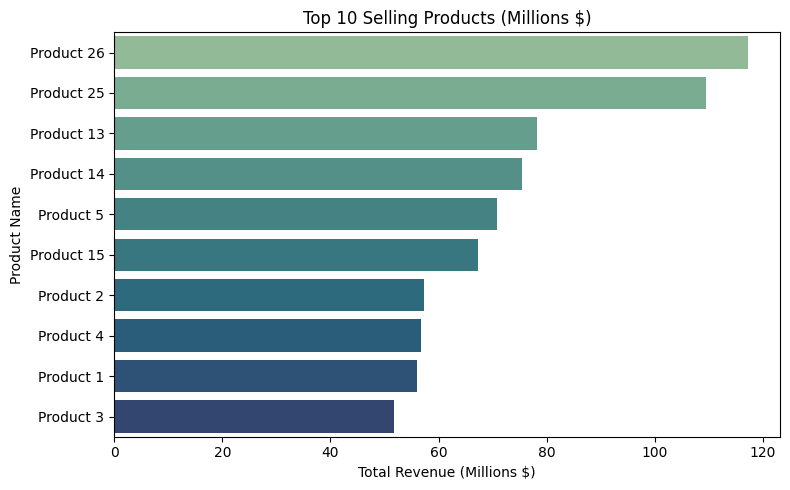 Top 10 Selling Products (Millions $)
Product Name
Product 26
Product 25
Product 13
Product 14
Product 5
Product 15
Product 2
Product 4
Product 1
Product 3
0 20 40 60 80 100 120
Total Revenue (Millions $)